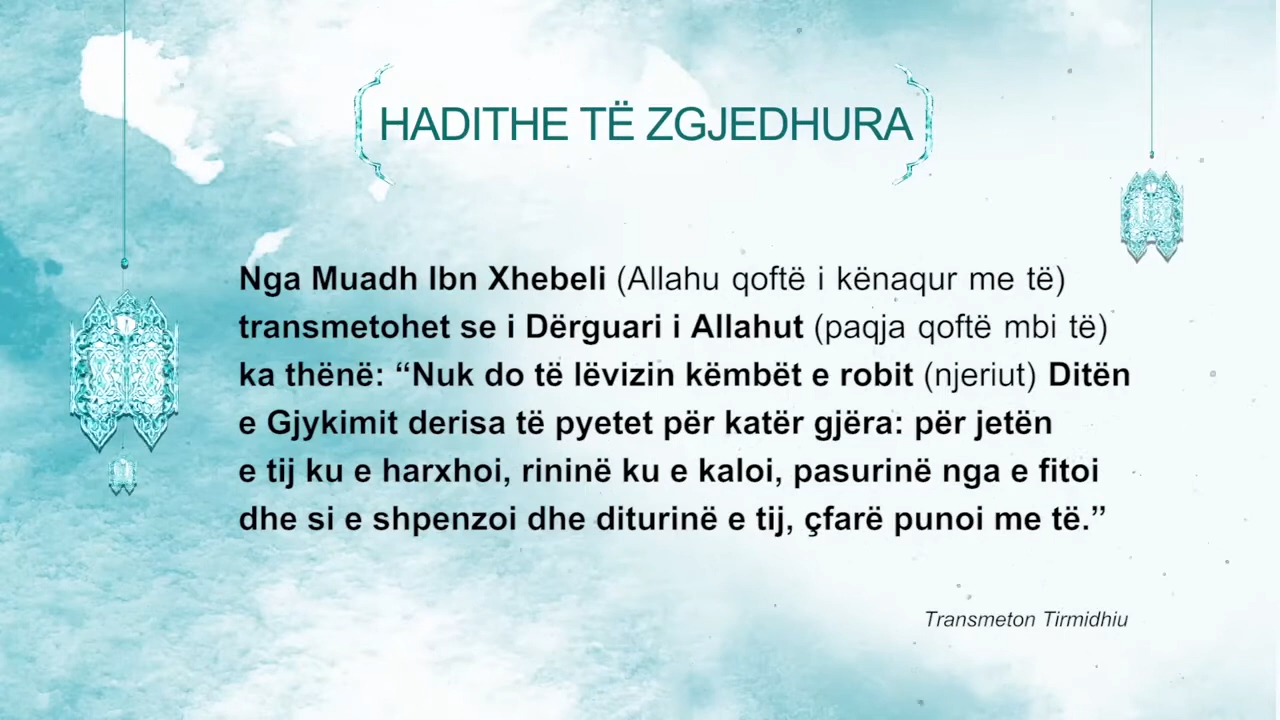 HADITHE TË ZGJEDHURA
Nga Muadh Ibn Xhebeli (Allahu qoftë i kënaqur me të)
transmetohet se i Dërguari i Allahut (paqja qoftë mbi të)
ka thënë: “Nuk do të lëvizin këmbët e robit (njeriut) Ditën
e Gjykimit derisa të pyetet për katër gjëra: për jetën
e tij ku e harxhoi, rininë ku e kaloi, pasurinë nga e fitoi
dhe si e shpenzoi dhe diturinë e tij, çfarë punoi me të.”
Transmeton Tirmidhiu